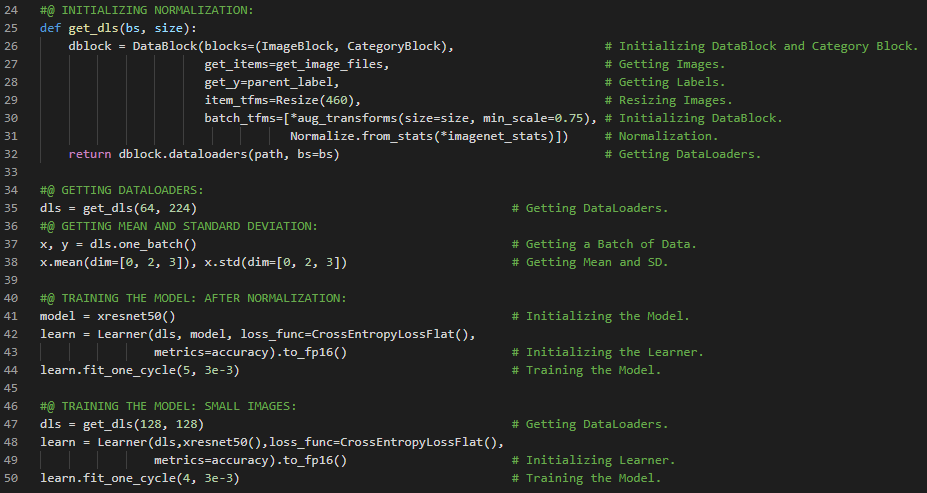 24 #@ INITIALIZING NORMALIZATION:
25 def get_dls(bs, size):
26     dblock = DataBlock(blocks=(ImageBlock, CategoryBlock),                     # Initializing DataBlock and Category Block.
27                        get_items=get_image_files,                              # Getting Images.
28                        get_y=parent_label,                                     # Getting Labels.
29                        item_tfms=Resize(460),                                  # Resizing Images.
30                        batch_tfms=[*aug_transforms(size=size, min_scale=0.75), # Initializing DataBlock.
31                                    Normalize.from_stats(*imagenet_stats)])     # Normalization.
32     return dblock.dataloaders(path, bs=bs)                                     # Getting DataLoaders.
33
34 #@ GETTING DATALOADERS:
35 dls = get_dls(64, 224)                                            # Getting DataLoaders.
36 #@ GETTING MEAN AND STANDARD DEVIATION:
37 x, y = dls.one_batch()                                            # Getting a Batch of Data.
38 x.mean(dim=[0, 2, 3]), x.std(dim=[0, 2, 3])                       # Getting Mean and SD.
39
40 #@ TRAINING THE MODEL: AFTER NORMALIZATION:
41 model = xresnet50()                                               # Initializing the Model.
42 learn = Learner(dls, model, loss_func=CrossEntropyLossFlat(),
43                 metrics=accuracy).to_fp16()                       # Initializing the Learner.
44 learn.fit_one_cycle(5, 3e-3)                                      # Training the Model.
45
46 #@ TRAINING THE MODEL: SMALL IMAGES:
47 dls = get_dls(128, 128)                                           # Getting DataLoaders.
48 learn = Learner(dls,xresnet50(),loss_func=CrossEntropyLossFlat(),
49                 metrics=accuracy).to_fp16()                       # Initializing Learner.
50 learn.fit_one_cycle(4, 3e-3)                                      # Training the Model.